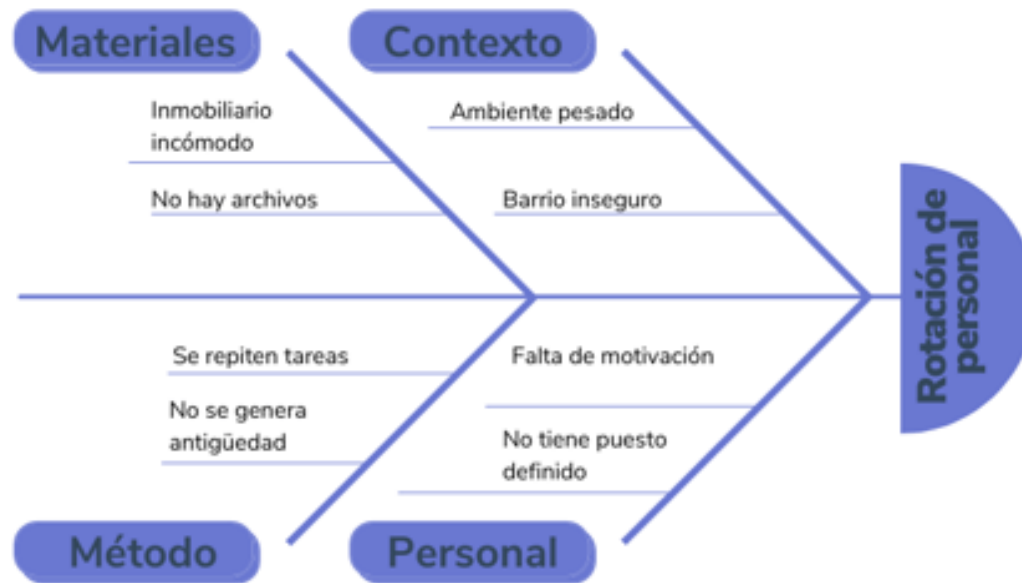 Materiales
Contexto
Inmobiliario
incómodo
No hay archivos
Ambiente pesado
Barrio inseguro
Rotación de
personal
Se repiten tareas
No se genera
antigüedad
Falta de motivación
No tiene puesto
definido
Método
Personal